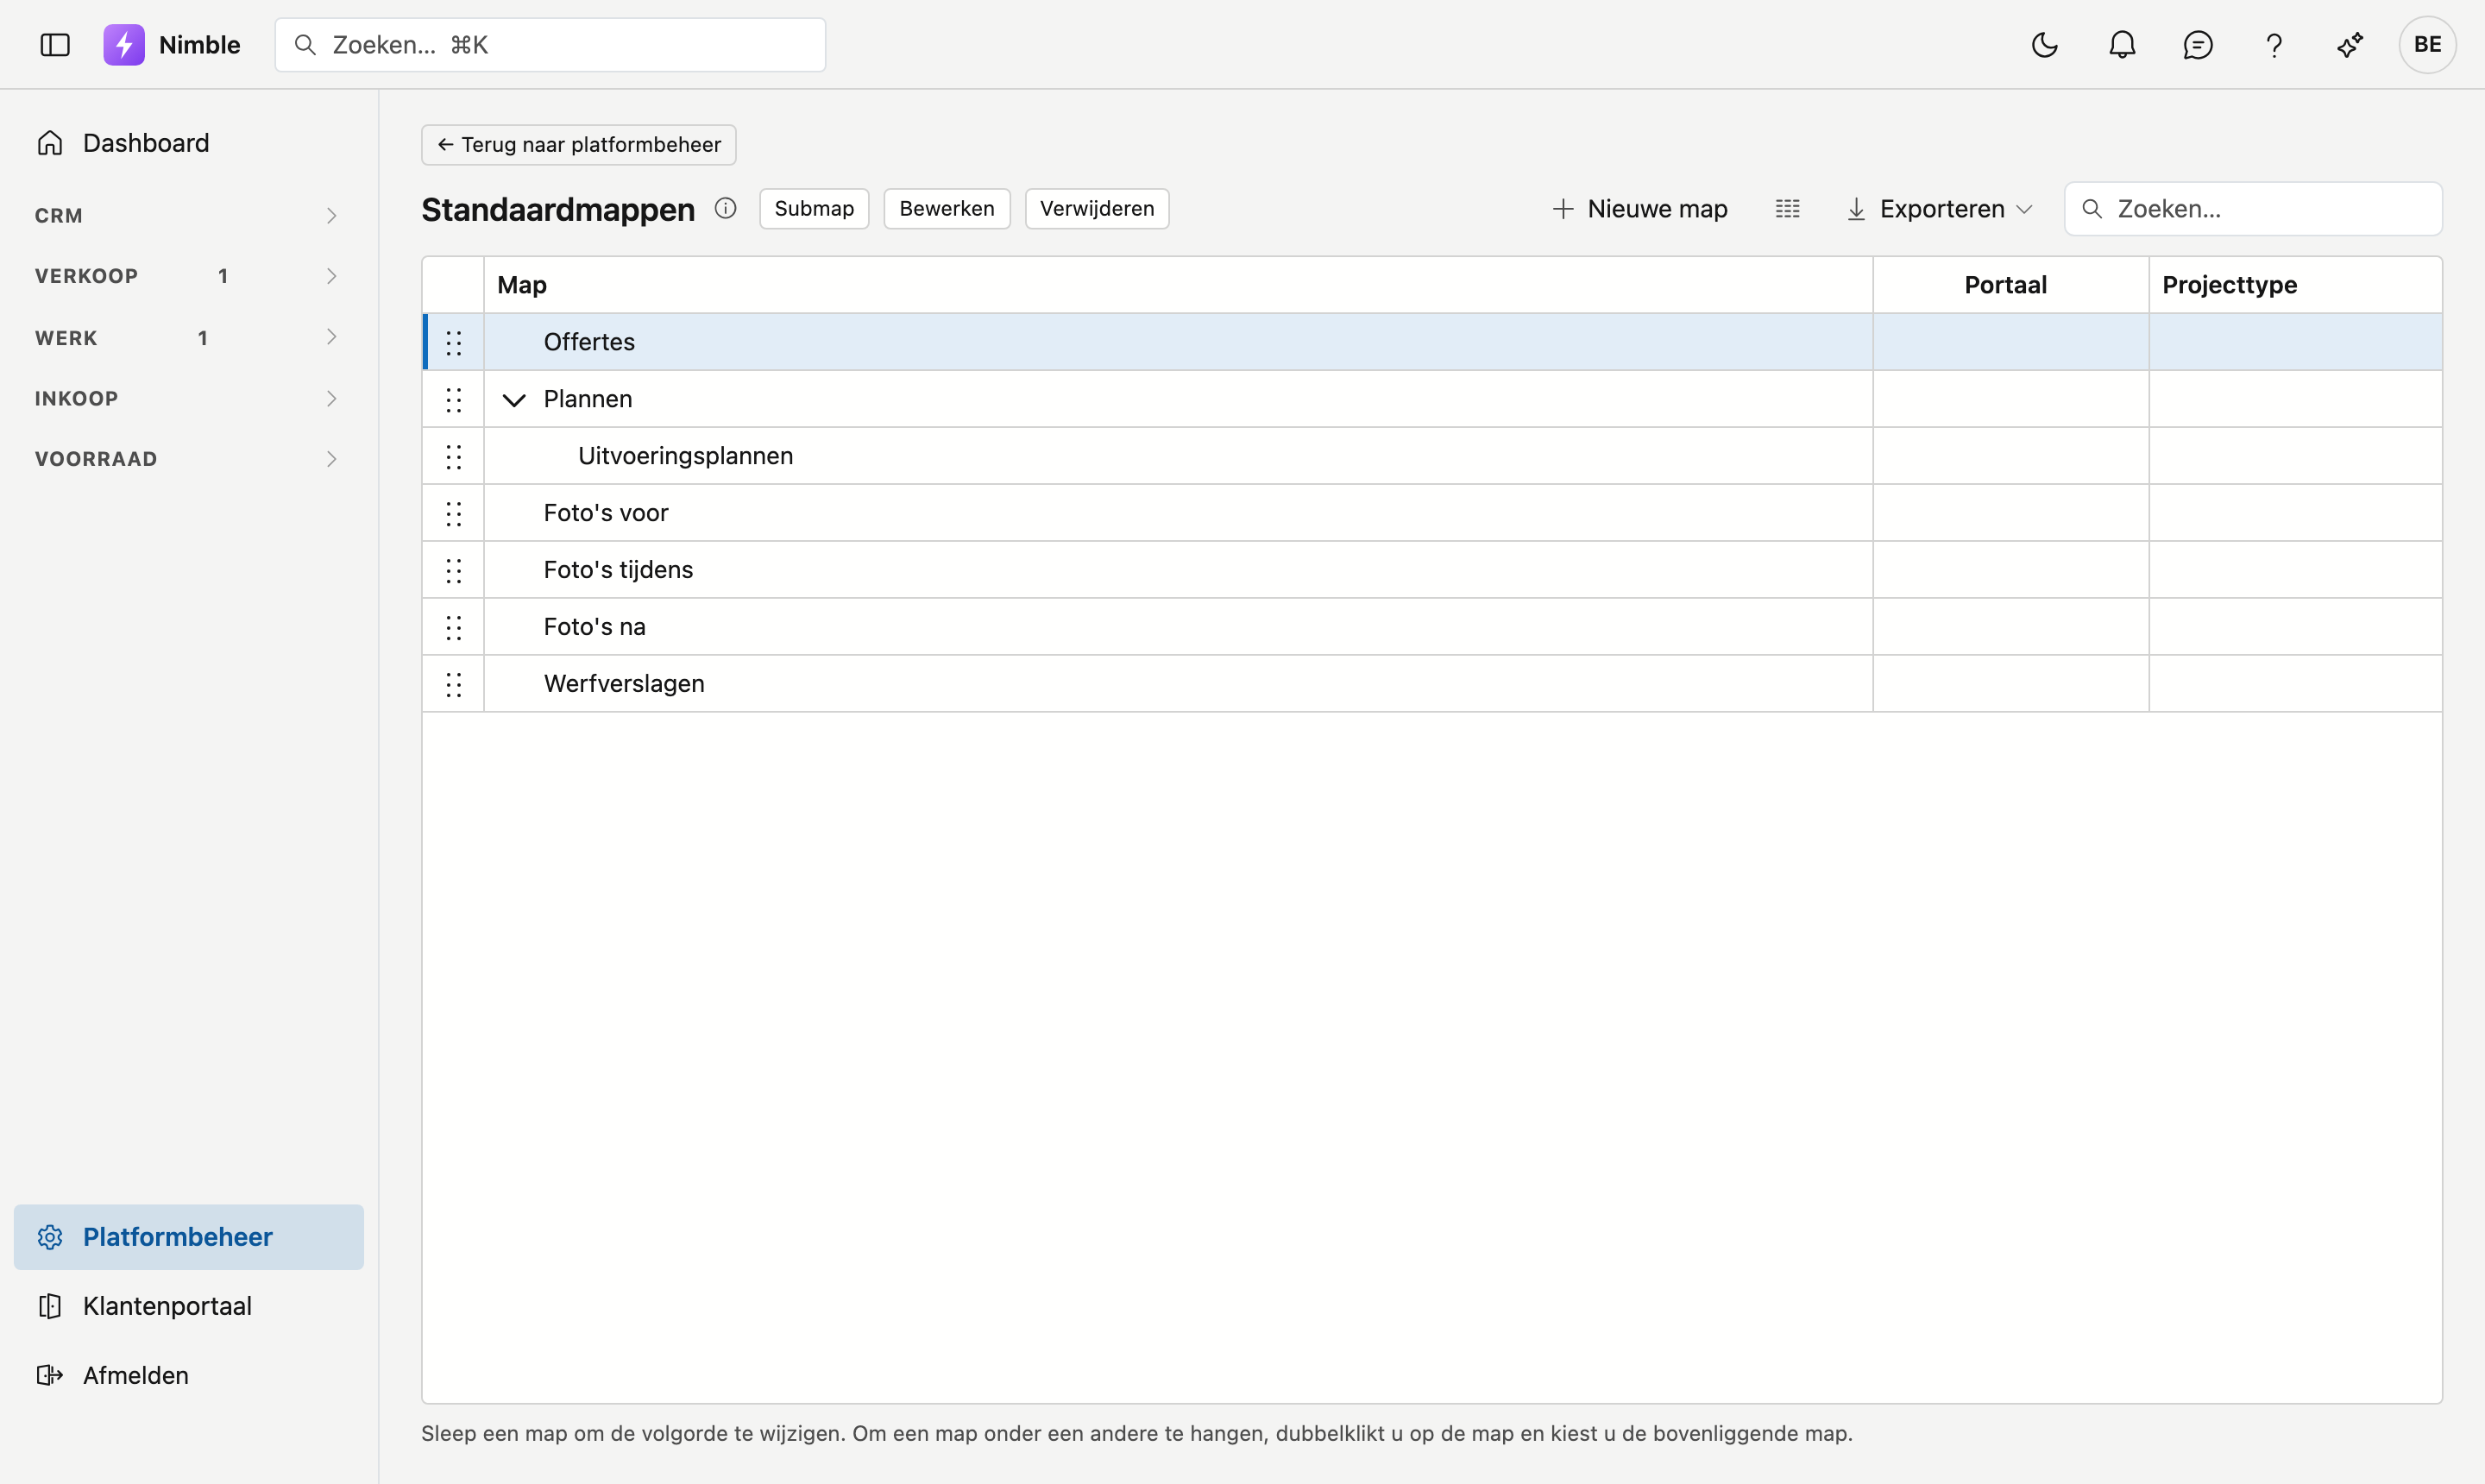 Nimble
Zoeken... ⌘K
BE
Dashboard
CRM
VERKOOP 1
WERK 1
INKOOP
VOORRAAD
Platformbeheer
Klantenportaal
Afmelden
← Terug naar platformbeheer
Standaardmappen
Submap
Bewerken
Verwijderen
Nieuwe map
Exporteren
Zoeken...
Map Portaal Projecttype
Offertes
Plannen
Uitvoeringsplannen
Foto's voor
Foto's tijdens
Foto's na
Werfverslagen
Sleep een map om de volgorde te wijzigen. Om een map onder een andere te hangen, dubbelklikt u op de map en kiest u de bovenliggende map.